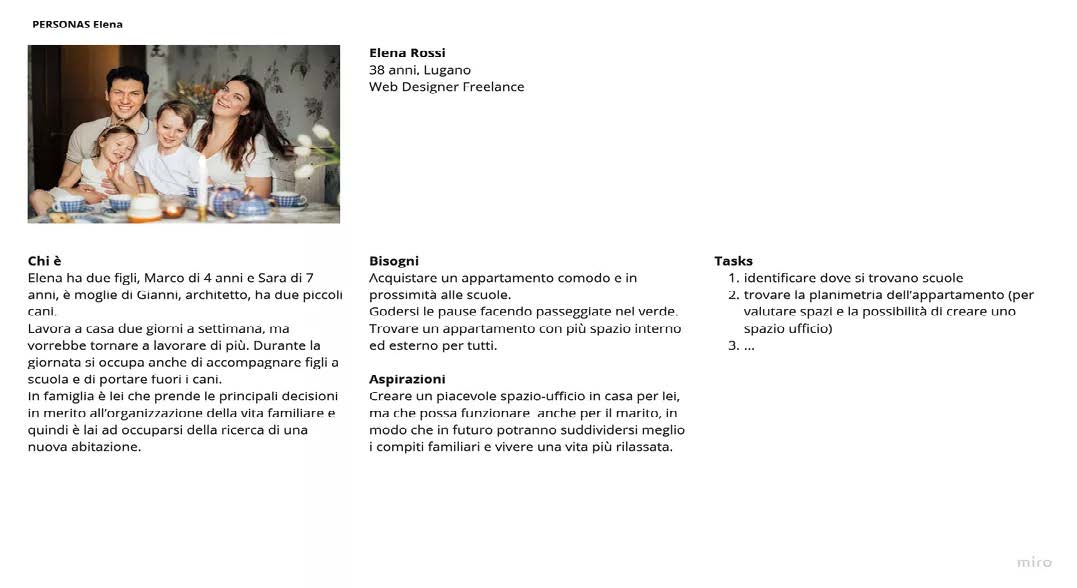 PERSONAS Elena
Elena Rossi
38 anni, Lugano
Web Designer Freelance
Chi è
Elena ha due figli, Marco di 4 anni e Sara di 7
anni, è moglie di Gianni, architetto, ha due piccoli
cani.
Lavora a casa due giorni a settimana, ma
vorrebbe tornare a lavorare di più. Durante la
giornata si occupa anche di accompagnare figli a
scuola e di portare fuori i cani.
In famiglia è lei che prende le principali decisioni
in merito all'organizzazione della vita familiare e
quindi è lai ad occuparsi della ricerca di una
nuova abitazione.
Bisogni
Acquistare un appartamento comodo e in
prossimità alle scuole.
Godersi le pause facendo passeggiate nel verde.
Trovare un appartamento con più spazio interno
ed esterno per tutti.
Aspirazioni
Creare un piacevole spazio-ufficio in casa per lei,
ma che possa funzionare anche per il marito, in
modo che in futuro potranno suddividersi meglio
i compiti familiari e vivere una vita più rilassata.
Tasks
1. identificare dove si trovano scuole
2. trovare la planimetria dell'appartamento (per
valutare spazi e la possibilità di creare uno
spazio ufficio)
3. ...
miro